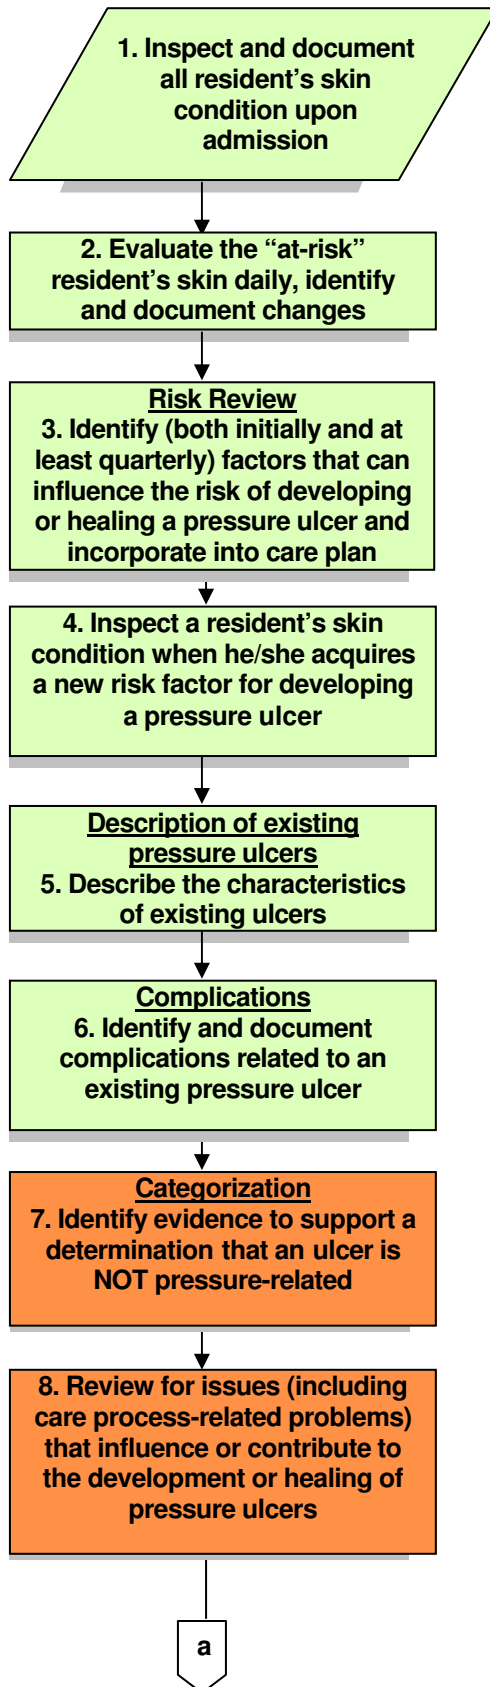 1. Inspect and document
all resident’s skin
condition upon
admission
2. Evaluate the “at-risk”
resident’s skin daily, identify
and document changes
Risk Review
3. Identify (both initially and at
least quarterly) factors that can
influence the risk of developing
or healing a pressure ulcer and
incorporate into care plan
4. Inspect a resident’s skin
condition when he/she acquires
a new risk factor for developing
a pressure ulcer
Description of existing
pressure ulcers
5. Describe the characteristics
of existing ulcers
Complications
6. Identify and document
complications related to an
existing pressure ulcer
Categorization
7. Identify evidence to support a
determination that an ulcer is
NOT pressure-related
8. Review for issues (including
care process-related problems)
that influence or contribute to
the development or healing of
pressure ulcers
a